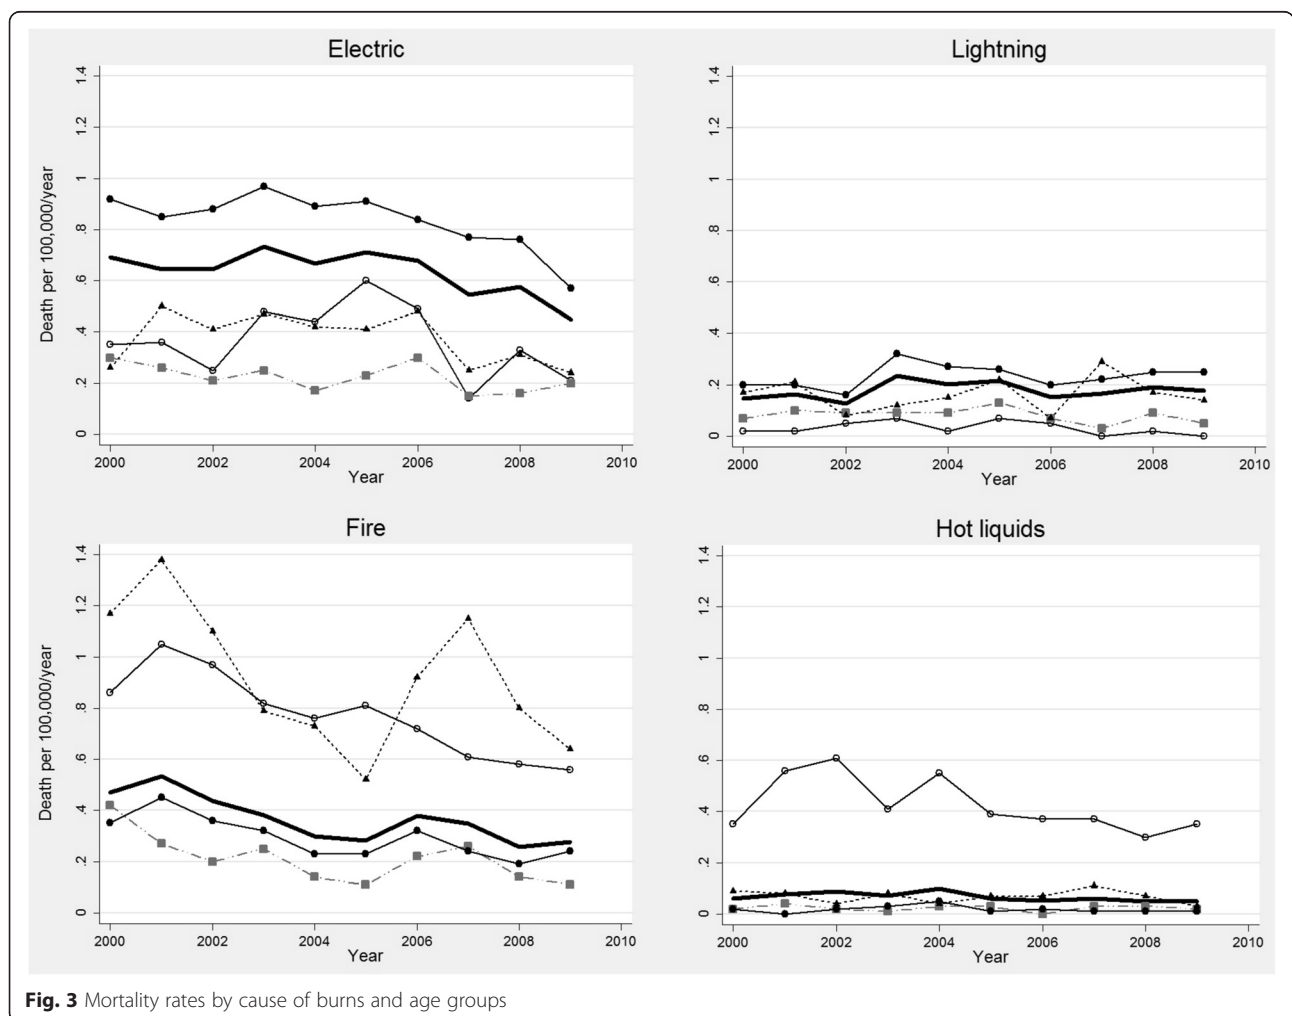 Electric
Death per 100,000/year
1.4
1.2
1
.8
.6
.4
.2
0
2000 2002 2004 2006 2008 2010
Year
Lightning
1.4
1.2
1
.8
.6
.4
.2
0
2000 2002 2004 2006 2008 2010
Year
Fire
Death per 100,000/year
1.4
1.2
1
.8
.6
.4
.2
0
2000 2002 2004 2006 2008 2010
Year
Hot liquids
1.4
1.2
1
.8
.6
.4
.2
0
2000 2002 2004 2006 2008 2010
Year
Fig. 3 Mortality rates by cause of burns and age groups